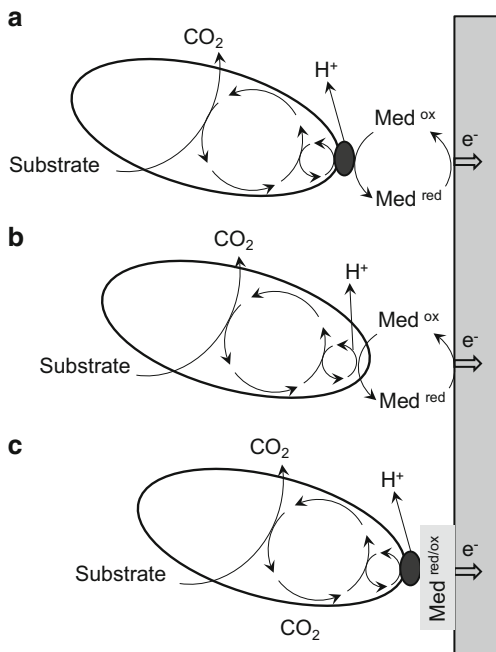 a
CO₂
H⁺
Med ᵒˣ
Substrate
e⁻
Med ʳᵉᵈ
b
CO₂
H⁺
Med ᵒˣ
Substrate
e⁻
Med ʳᵉᵈ
c
CO₂
H⁺
Med ʳᵉᵈ/ᵒˣ
e⁻
Substrate
CO₂